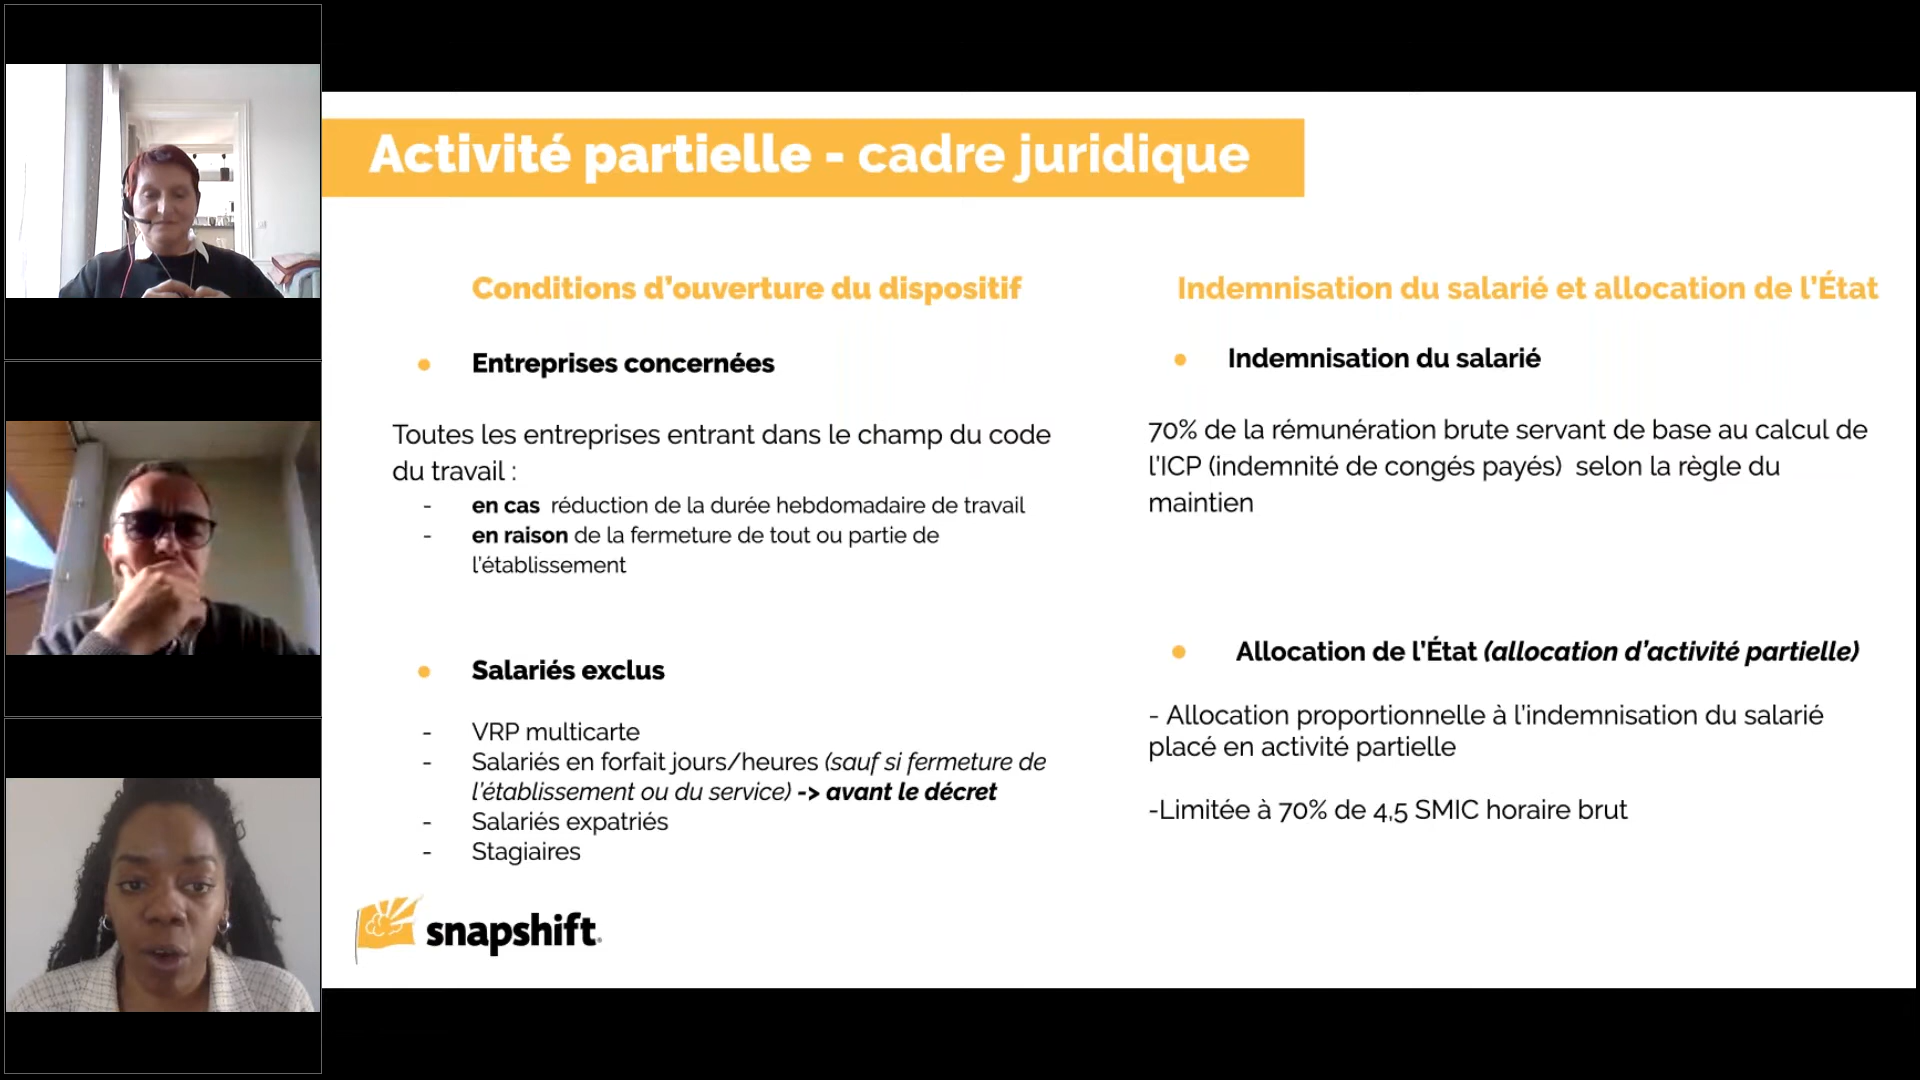 Activité partielle - cadre juridique
Conditions d'ouverture du dispositif
● Entreprises concernées
Toutes les entreprises entrant dans le champ du code
du travail :
- en cas réduction de la durée hebdomadaire de travail
- en raison de la fermeture de tout ou partie de
l'établissement
● Salariés exclus
- VRP multicarte
- Salariés en forfait jours/heures (sauf si fermeture de
l'établissement ou du service) -> avant le décret
- Salariés expatriés
- Stagiaires
Indemnisation du salarié et allocation de l'État
● Indemnisation du salarié
70% de la rémunération brute servant de base au calcul de
l'ICP (indemnité de congés payés) selon la règle du
maintien
● Allocation de l'État (allocation d'activité partielle)
- Allocation proportionnelle à l'indemnisation du salarié
placé en activité partielle
-Limitée à 70% de 4,5 SMIC horaire brut
snapshift